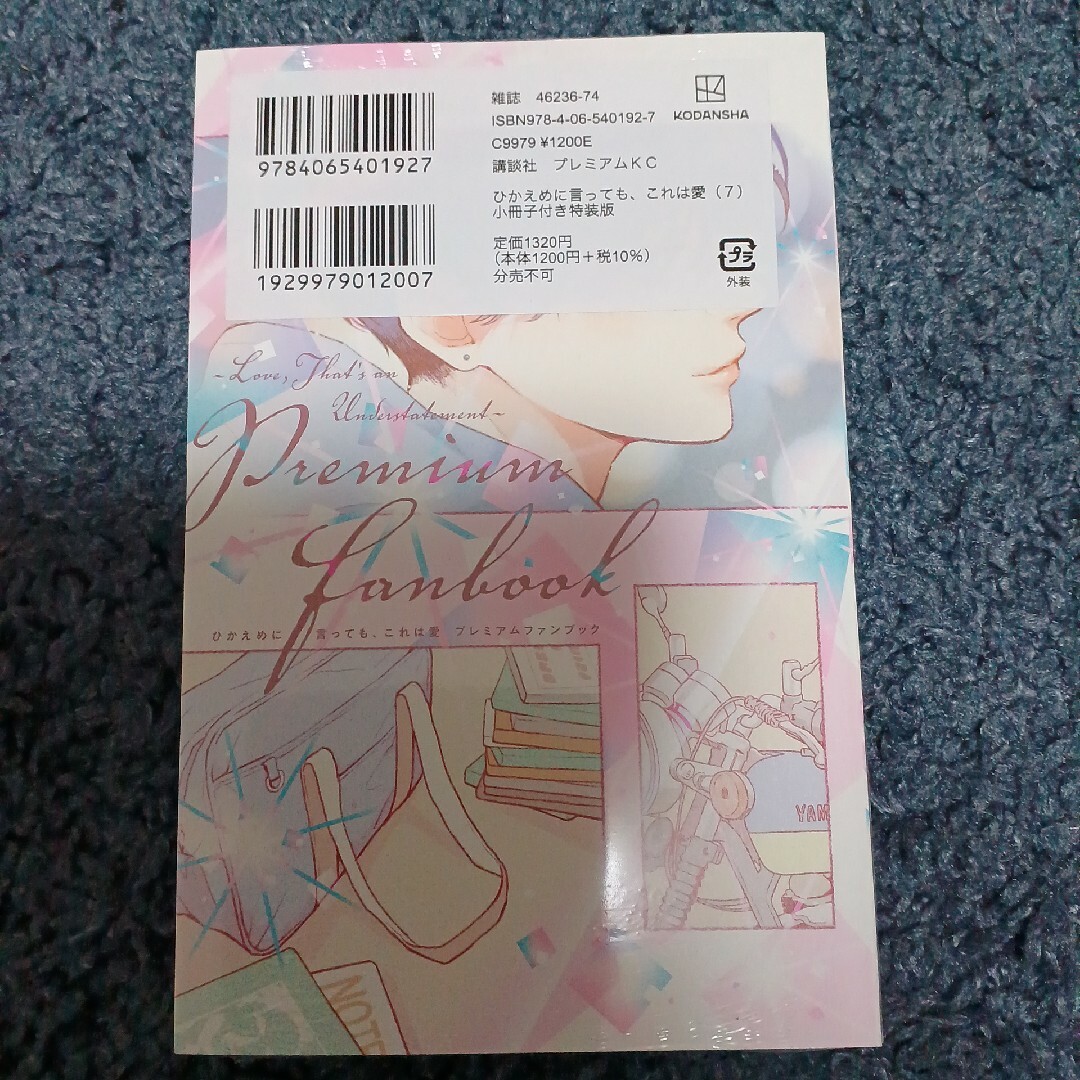 雑誌 46236-74
ISBN978-4-06-540192-7
KODANSHA
C9979 ¥1200E
9784065401927
講談社 プレミアムKC
ひかえめに言っても、これは愛（7）
小冊子付き特装版
定価1320円
（本体1200円＋税10%）
分売不可
1929979012007
プラ
外装
~Love, That's an
Understatement~
Premium
fanbook
ひかえめに 言っても、これは愛 プレミアムファンブック
YAM
NOTE